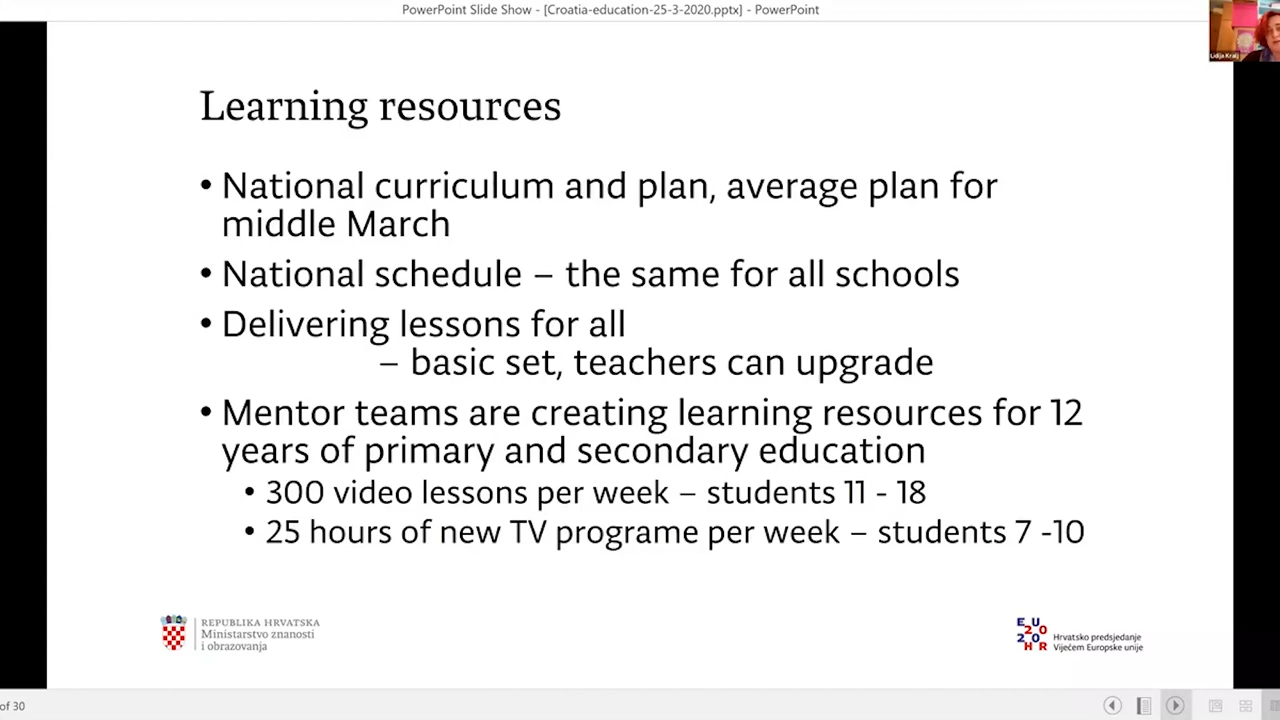 PowerPoint Slide Show - [Croatia-education-25-3-2020.pptx] - PowerPoint
Lidija Kralj
Learning resources
• National curriculum and plan, average plan for
middle March
• National schedule – the same for all schools
• Delivering lessons for all
– basic set, teachers can upgrade
• Mentor teams are creating learning resources for 12
years of primary and secondary education
• 300 video lessons per week – students 11 - 18
• 25 hours of new TV programe per week – students 7 -10
REPUBLIKA HRVATSKA
Ministarstvo znanosti
i obrazovanja
EU
20
20
HR
Hrvatsko predsjedanje
Vijećem Europske unije
of 30